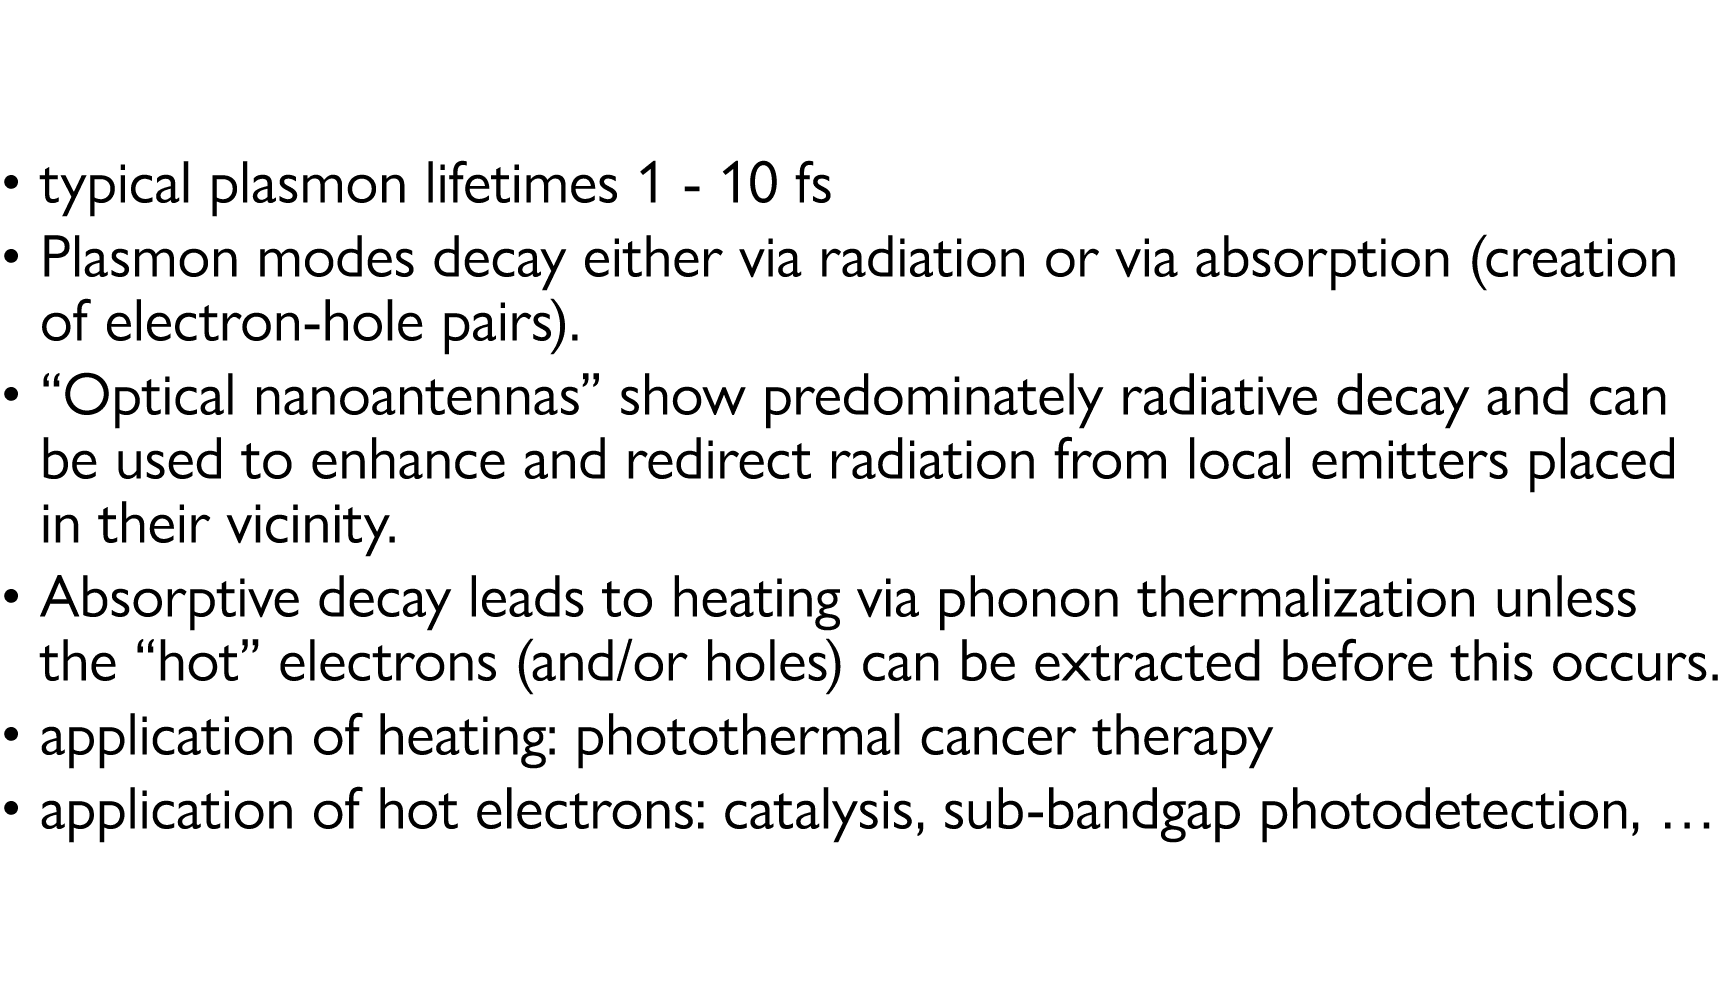 • typical plasmon lifetimes 1 - 10 fs
• Plasmon modes decay either via radiation or via absorption (creation
of electron-hole pairs).
• “Optical nanoantennas” show predominately radiative decay and can
be used to enhance and redirect radiation from local emitters placed
in their vicinity.
• Absorptive decay leads to heating via phonon thermalization unless
the “hot” electrons (and/or holes) can be extracted before this occurs.
• application of heating: photothermal cancer therapy
• application of hot electrons: catalysis, sub-bandgap photodetection, …